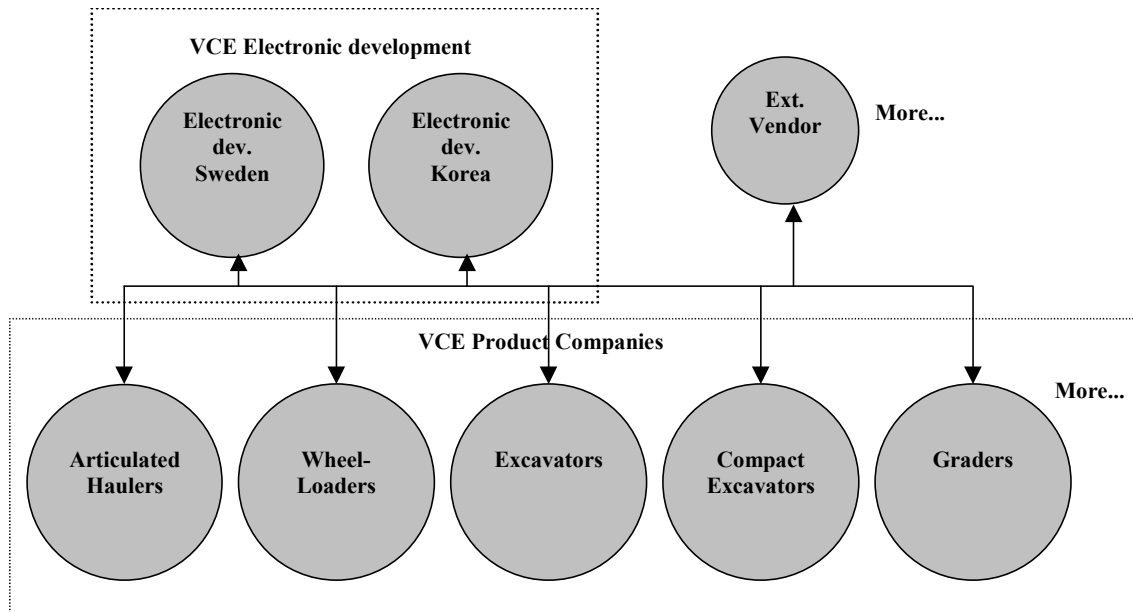 VCE Electronic development
Electronic
dev.
Sweden
Electronic
dev.
Korea
Ext.
Vendor
More...
VCE Product Companies
More...
Articulated
Haulers
Wheel-
Loaders
Excavators
Compact
Excavators
Graders